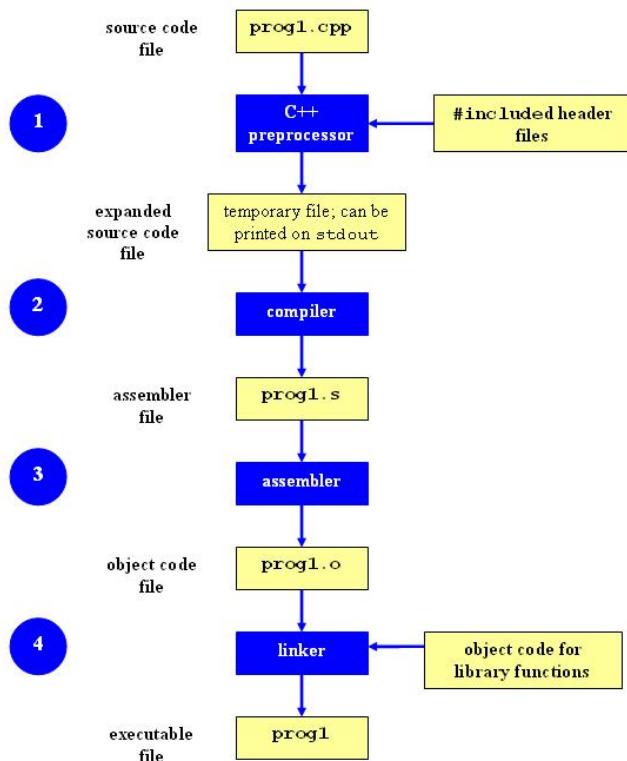 source code
file
prog1.cpp
1
C++
preprocessor
#included header
files
expanded
source code
file
temporary file; can be
printed on stdout
2
compiler
assembler
file
prog1.s
3
assembler
object code
file
prog1.o
4
linker
object code for
library functions
executable
file
prog1